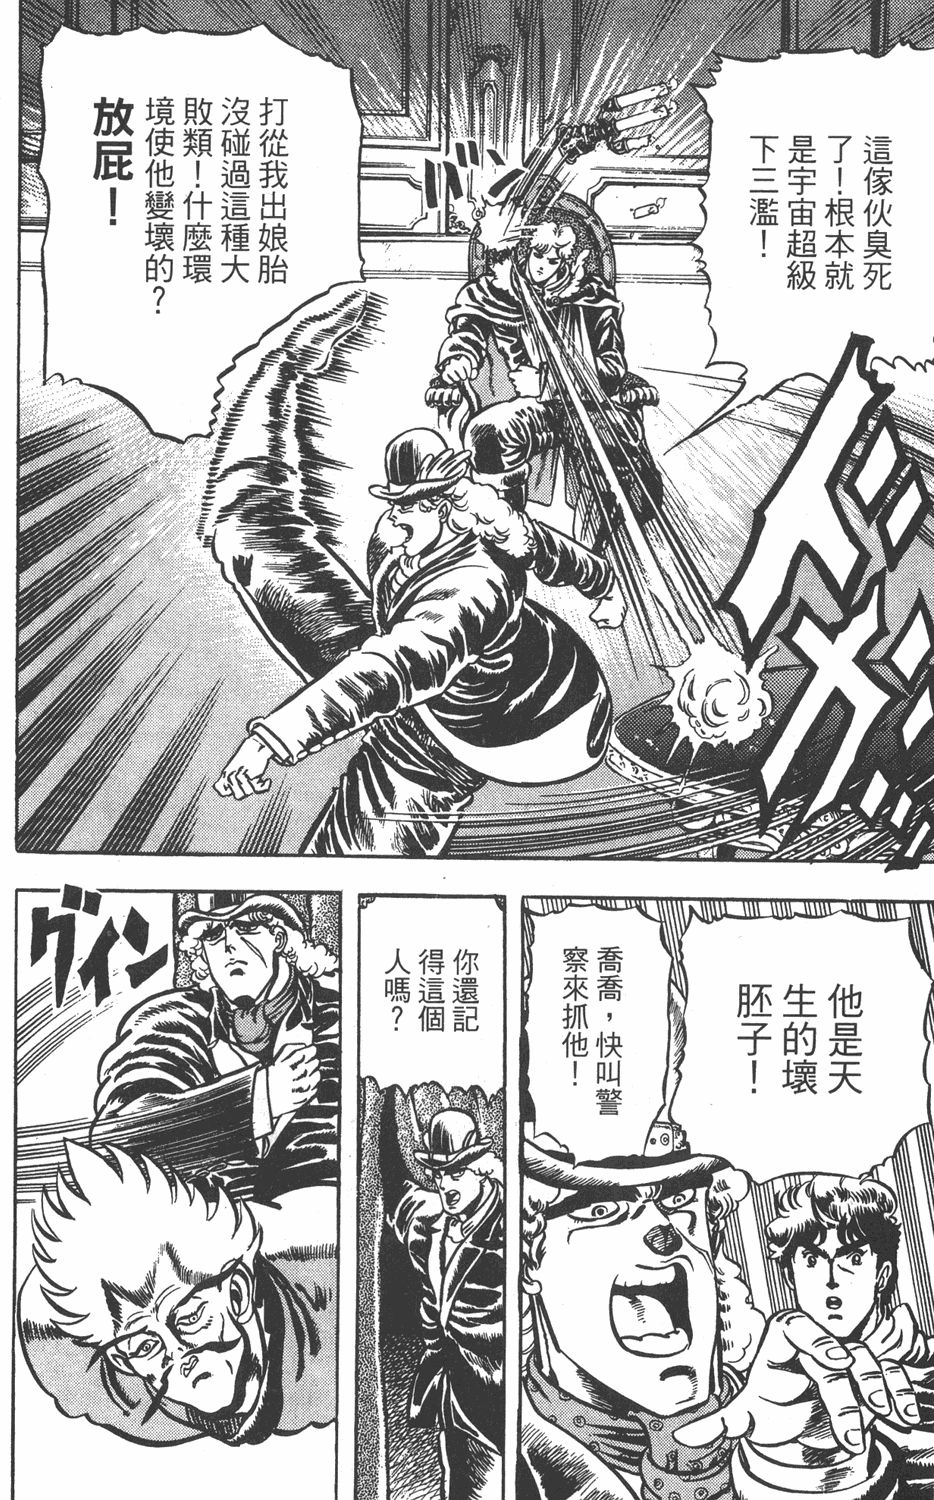 這傢伙臭死
了！根本就
是宇宙超級
下三濫！
打從我出娘胎
沒碰過這種大
敗類！什麼環
境使他變壞的？
放屁！
ガン
ドメ
他是天
生的壞
胚子！
喬喬，快叫警
察來抓他！
你還記
得這個
人嗎？
グイン